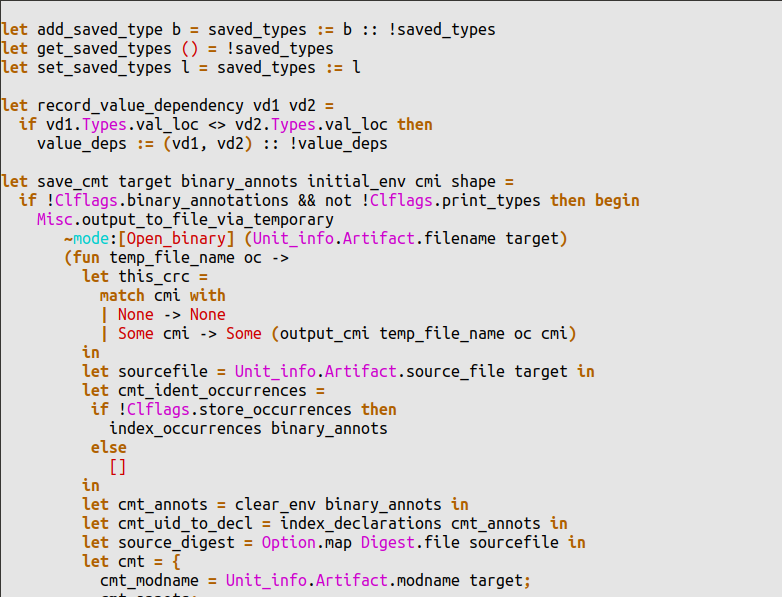 let add_saved_type b = saved_types := b :: !saved_types
let get_saved_types () = !saved_types
let set_saved_types l = saved_types := l

let record_value_dependency vd1 vd2 =
  if vd1.Types.val_loc <> vd2.Types.val_loc then
    value_deps := (vd1, vd2) :: !value_deps

let save_cmt target binary_annots initial_env cmi shape =
  if !Clflags.binary_annotations && not !Clflags.print_types then begin
    Misc.output_to_file_via_temporary
       ~mode:[Open_binary] (Unit_info.Artifact.filename target)
       (fun temp_file_name oc ->
         let this_crc =
           match cmi with
           | None -> None
           | Some cmi -> Some (output_cmi temp_file_name oc cmi)
         in
         let sourcefile = Unit_info.Artifact.source_file target in
         let cmt_ident_occurrences =
          if !Clflags.store_occurrences then
            index_occurrences binary_annots
          else
            []
         in
         let cmt_annots = clear_env binary_annots in
         let cmt_uid_to_decl = index_declarations cmt_annots in
         let source_digest = Option.map Digest.file sourcefile in
         let cmt = {
           cmt_modname = Unit_info.Artifact.modname target;